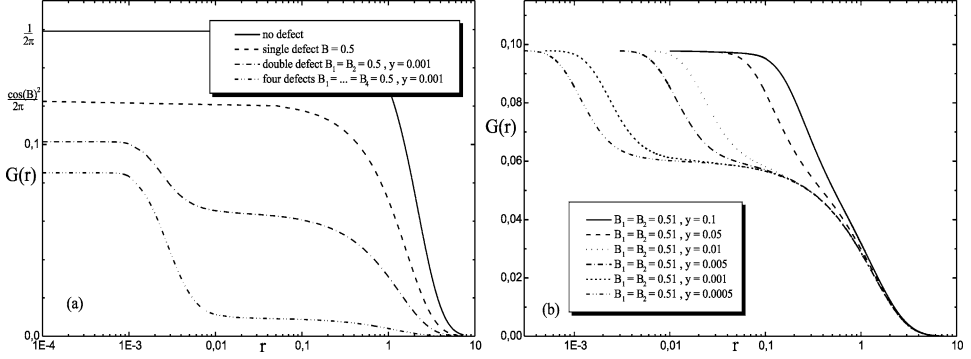 1
2π
cos(B)²
2π
0,1
G(r)
0,0
no defect
single defect B = 0.5
double defect B₁ = B₂ = 0.5 , y = 0.001
four defects B₁ = ... = B₄ = 0.5, y = 0.001
(a)
1E-4 1E-3 0,01 0,1 1 10
r
0,10
0,08
G(r)
0,06
0,04
0,02
0,00
B₁ = B₂ = 0.51 , y = 0.1
B₁ = B₂ = 0.51 , y = 0.05
B₁ = B₂ = 0.51 , y = 0.01
B₁ = B₂ = 0.51 , y = 0.005
B₁ = B₂ = 0.51 , y = 0.001
B₁ = B₂ = 0.51 , y = 0.0005
(b)
1E-3 0,01 0,1 1 10
r